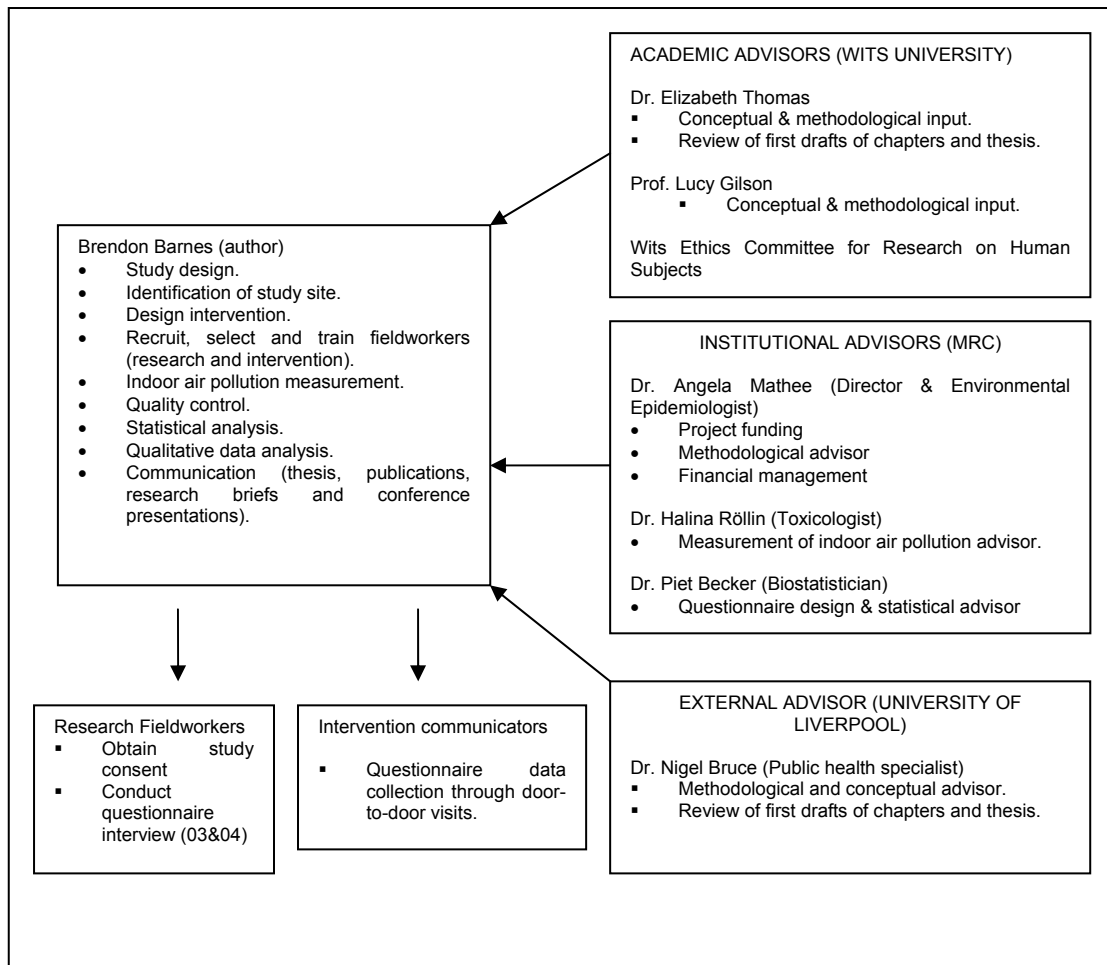 ACADEMIC ADVISORS (WITS UNIVERSITY)
Dr. Elizabeth Thomas
▪ Conceptual & methodological input.
▪ Review of first drafts of chapters and thesis.
Prof. Lucy Gilson
▪ Conceptual & methodological input.
Wits Ethics Committee for Research on Human
Subjects
Brendon Barnes (author)
• Study design.
• Identification of study site.
• Design intervention.
• Recruit, select and train fieldworkers
(research and intervention).
• Indoor air pollution measurement.
• Quality control.
• Statistical analysis.
• Qualitative data analysis.
• Communication (thesis, publications,
research briefs and conference
presentations).
INSTITUTIONAL ADVISORS (MRC)
Dr. Angela Mathee (Director & Environmental
Epidemiologist)
• Project funding
• Methodological advisor
• Financial management
Dr. Halina Röllin (Toxicologist)
• Measurement of indoor air pollution advisor.
Dr. Piet Becker (Biostatistician)
• Questionnaire design & statistical advisor
Research Fieldworkers
▪ Obtain study
consent
▪ Conduct
questionnaire
interview (03&04)
Intervention communicators
▪ Questionnaire data
collection through door-
to-door visits.
EXTERNAL ADVISOR (UNIVERSITY OF
LIVERPOOL)
Dr. Nigel Bruce (Public health specialist)
▪ Methodological and conceptual advisor.
▪ Review of first drafts of chapters and thesis.